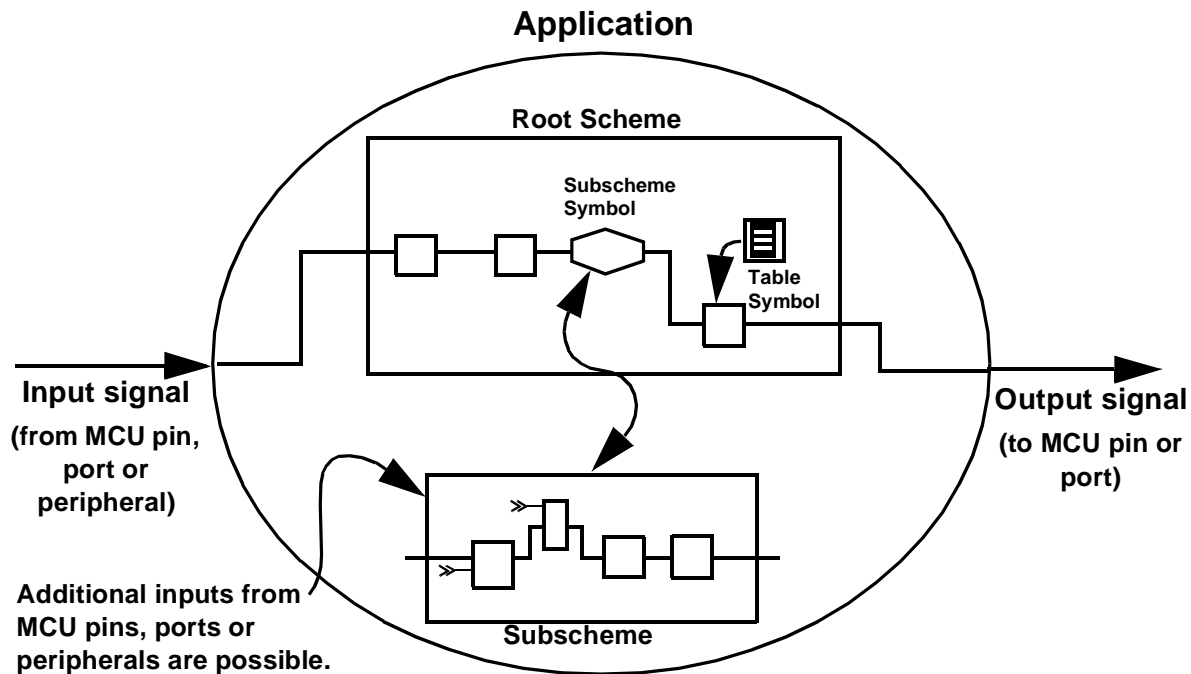 Application
Root Scheme
Subscheme
Symbol
Table
Symbol
Input signal
(from MCU pin,
port or
peripheral)
Output signal
(to MCU pin or
port)
Additional inputs from
MCU pins, ports or
peripherals are possible.
Subscheme